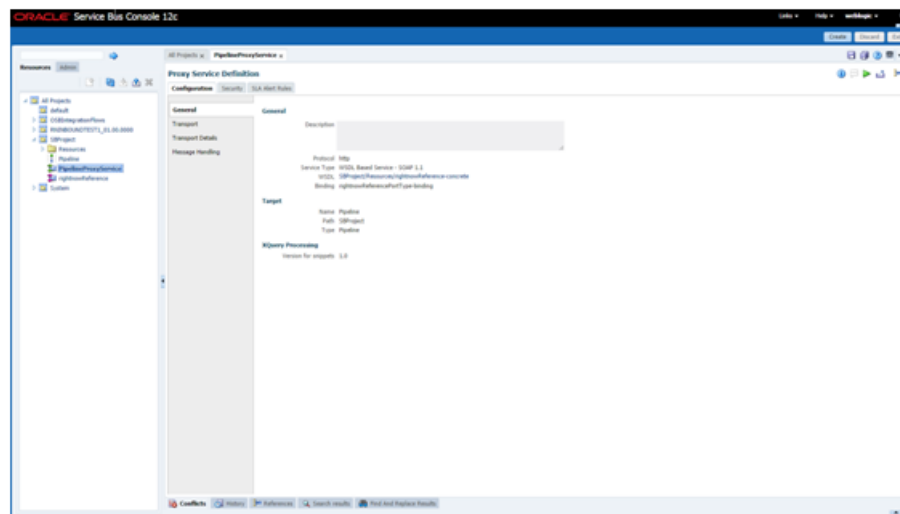 ORACLE Service Bus Console 12c
Links Help weblogic
Create Discard
All Projects PipelineProxyService
Resources Admin
Proxy Service Definition
Configuration Security SLA Alert Rules
All Projects
default
OSBIntegrationFlows
SBProject
Resources
Pipeline
PipelineProxyService
rightnowReference
System
General
Transport
Transport Details
Message Handling
General
Description
Protocol http
Service Type WSDL Based Service - SOAP 1.1
WSDL SBProject/Resources/rightnowReference-concrete
Binding rightnowReferencePortType-binding
Target
Name Pipeline
Path SBProject
Type Pipeline
XQuery Processing
Version for snippets 1.0
Conflicts History References Search results Find And Replace Results